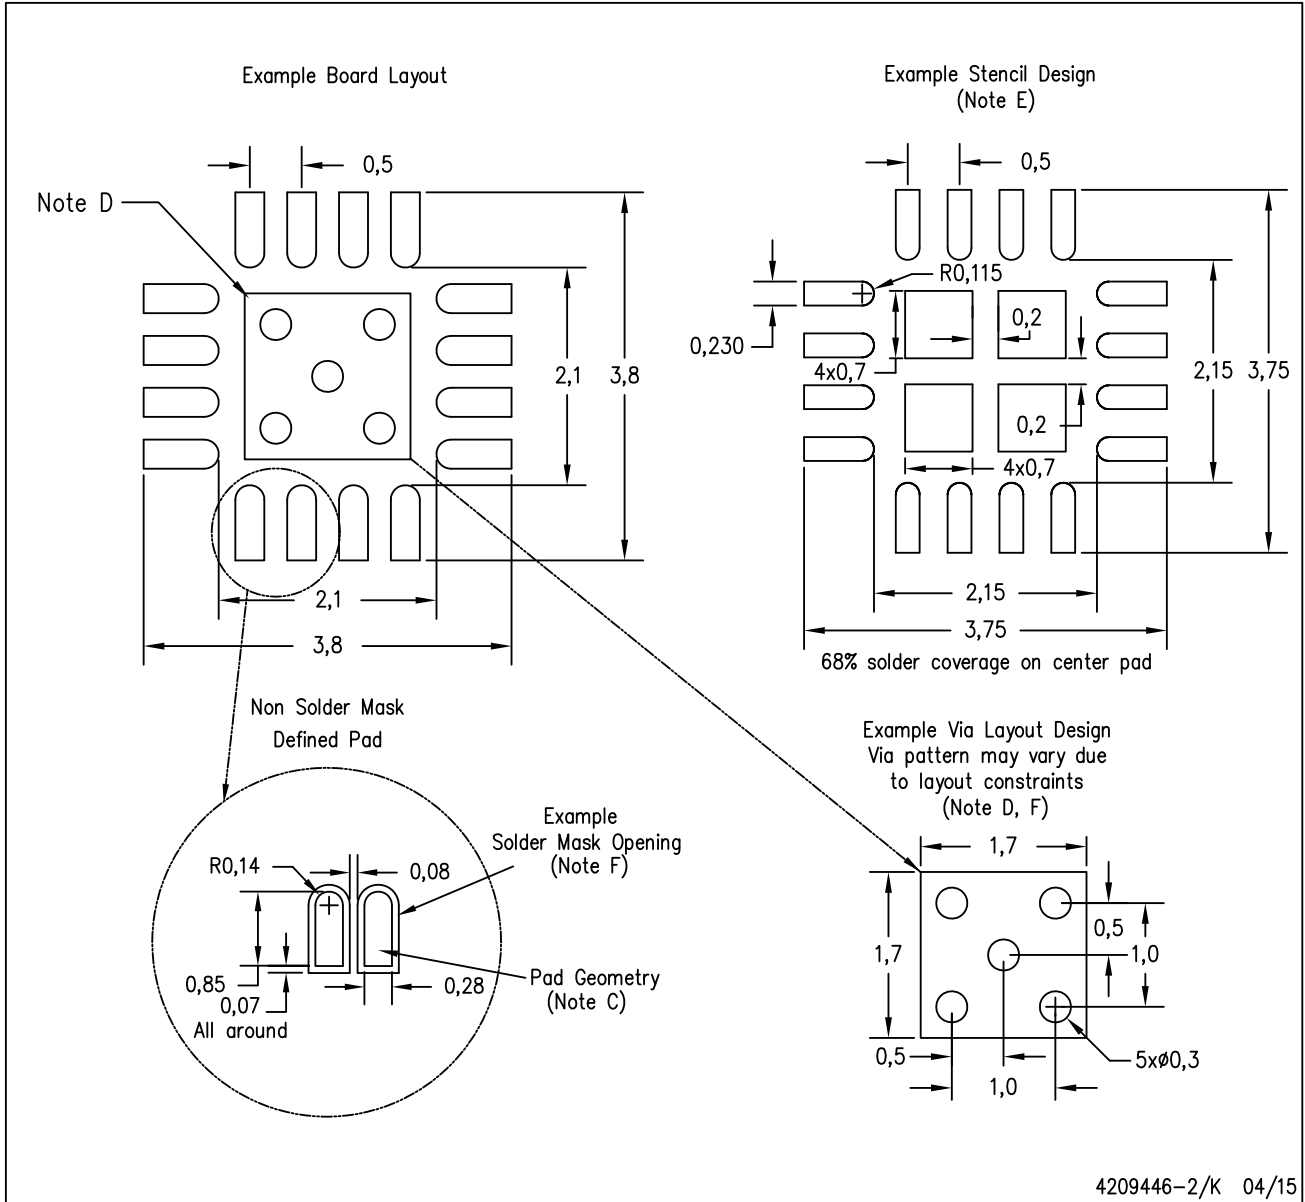 Example Board Layout
0,5
Note D
2,1
3,8
2,1
3,8
Example Stencil Design
(Note E)
0,5
R0,115
0,230
0,2
4x0,7
2,15
3,75
0,2
4x0,7
2,15
3,75
68% solder coverage on center pad
Non Solder Mask
Defined Pad
Example
Solder Mask Opening
(Note F)
R0,14
0,08
0,85
0,07
All around
0,28
Pad Geometry
(Note C)
Example Via Layout Design
Via pattern may vary due
to layout constraints
(Note D, F)
1,7
0,5
1,7
1,0
0,5
1,0
5xø0,3
4209446-2/K 04/15